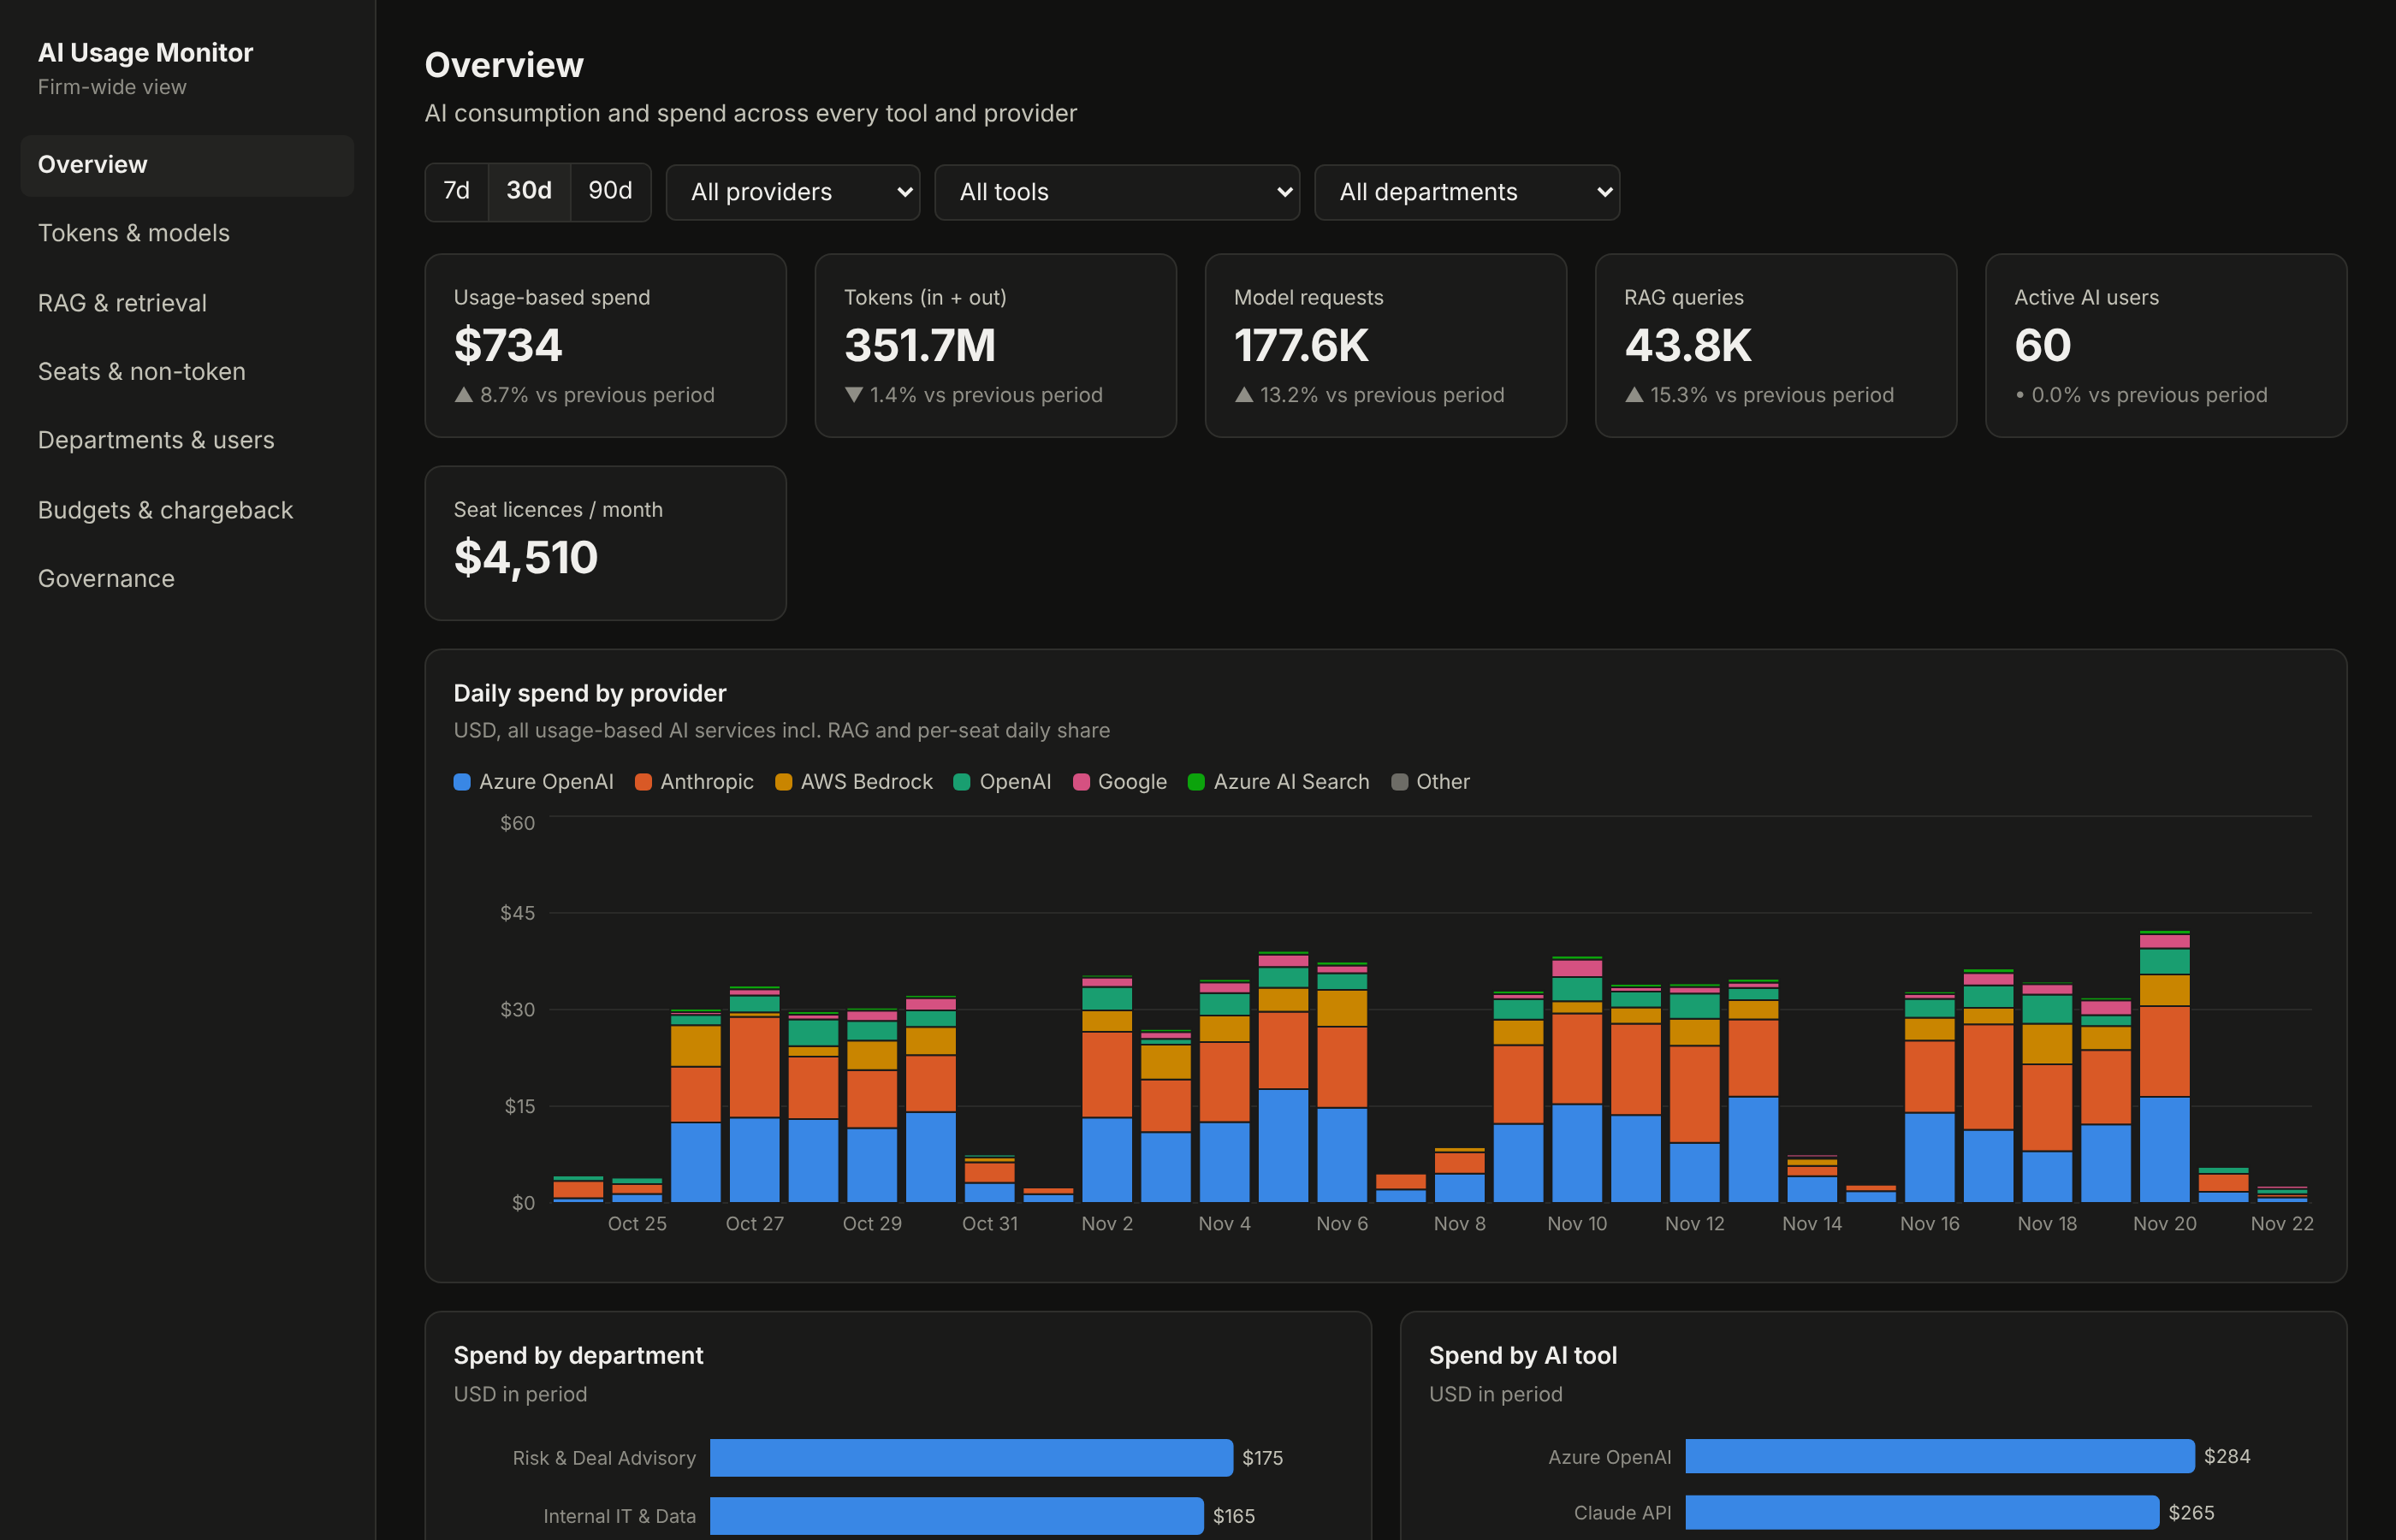 AI Usage Monitor
Firm-wide view
Overview
Tokens & models
RAG & retrieval
Seats & non-token
Departments & users
Budgets & chargeback
Governance
Overview
AI consumption and spend across every tool and provider
7d 30d 90d All providers All tools All departments
Usage-based spend
$734
▲ 8.7% vs previous period
Tokens (in + out)
351.7M
▼ 1.4% vs previous period
Model requests
177.6K
▲ 13.2% vs previous period
RAG queries
43.8K
▲ 15.3% vs previous period
Active AI users
60
• 0.0% vs previous period
Seat licences / month
$4,510
Daily spend by provider
USD, all usage-based AI services incl. RAG and per-seat daily share
Azure OpenAI Anthropic AWS Bedrock OpenAI Google Azure AI Search Other
$60
$45
$30
$15
$0
Oct 25 Oct 27 Oct 29 Oct 31 Nov 2 Nov 4 Nov 6 Nov 8 Nov 10 Nov 12 Nov 14 Nov 16 Nov 18 Nov 20 Nov 22
Spend by department
USD in period
Risk & Deal Advisory $175
Internal IT & Data $165
Spend by AI tool
USD in period
Azure OpenAI $284
Claude API $265